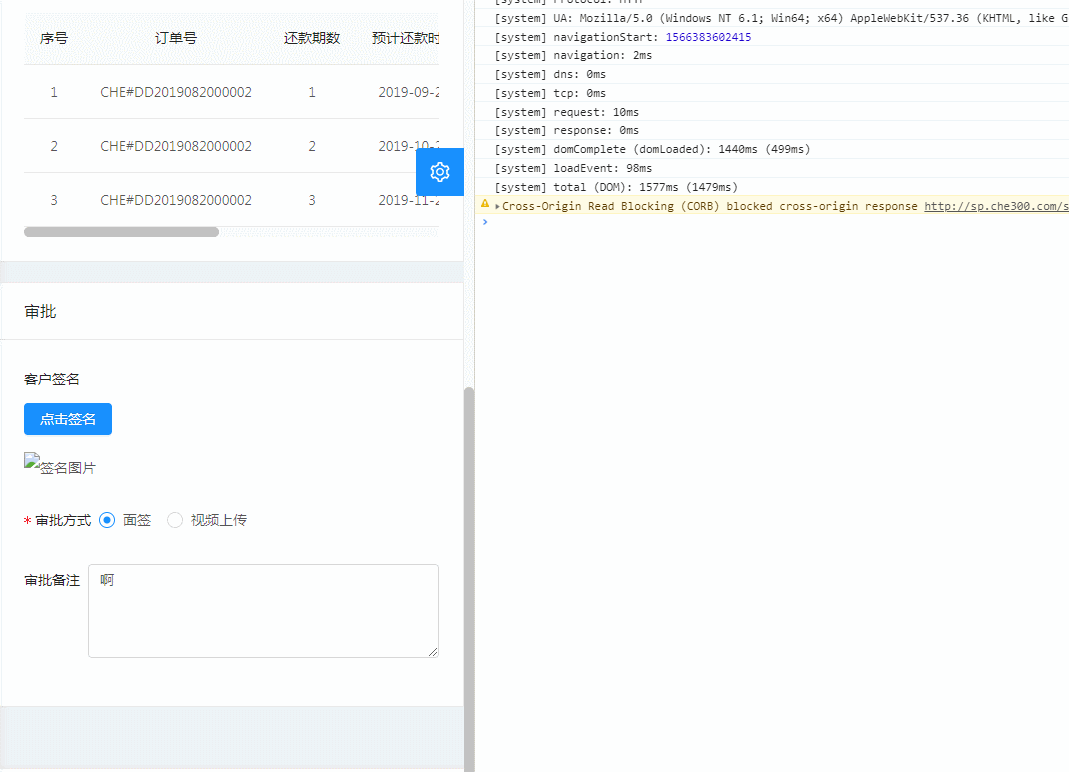 序号 订单号 还款期数 预计还款时
1 CHE#DD2019082000002 1 2019-09-2
2 CHE#DD2019082000002 2 2019-10-2
3 CHE#DD2019082000002 3 2019-11-2
审批
客户签名
点击签名
签名图片
* 审批方式 面签 视频上传
审批备注 啊
[system] UA: Mozilla/5.0 (Windows NT 6.1; Win64; x64) AppleWebKit/537.36 (KHTML, like G
[system] navigationStart: 1566383602415
[system] navigation: 2ms
[system] dns: 0ms
[system] tcp: 0ms
[system] request: 10ms
[system] response: 0ms
[system] domComplete (domLoaded): 1440ms (499ms)
[system] loadEvent: 98ms
[system] total (DOM): 1577ms (1479ms)
Cross-Origin Read Blocking (CORB) blocked cross-origin response http://sp.che300.com/s